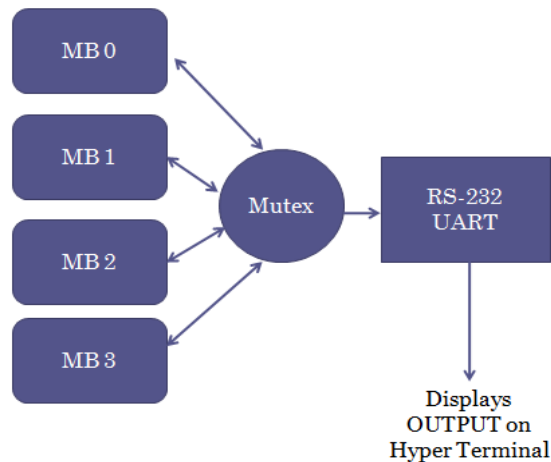 MB 0
MB 1
MB 2
MB 3
Mutex
RS-232
UART
Displays
OUTPUT on
Hyper Terminal